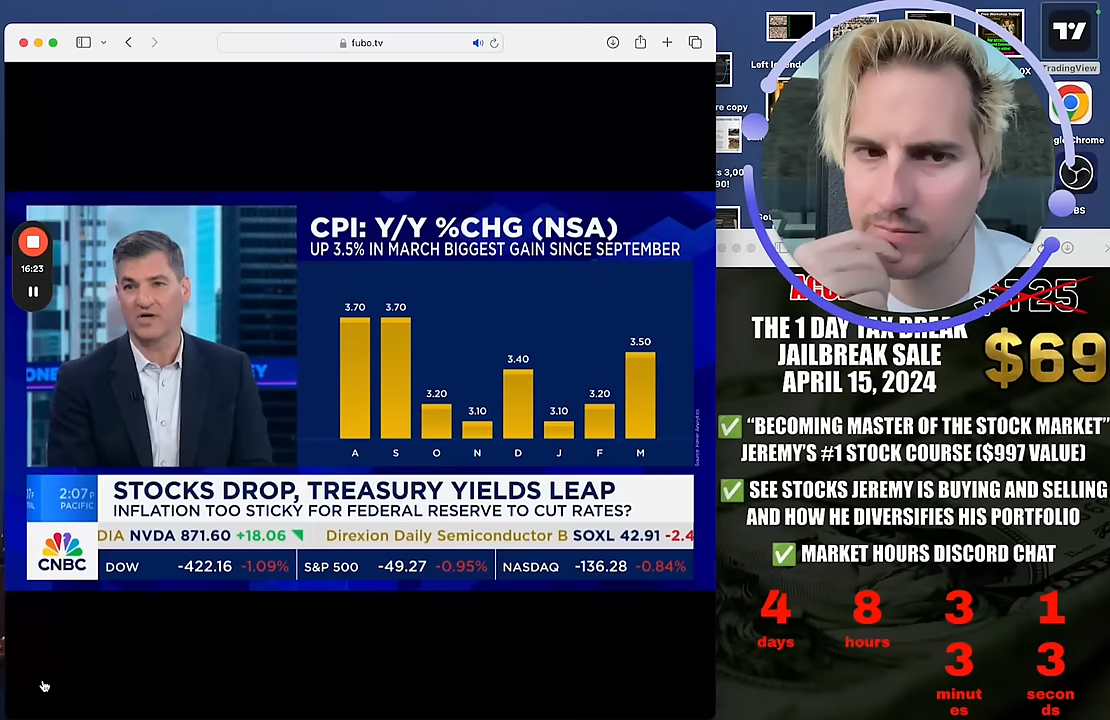 fubo.tv
CPI: Y/Y %CHG (NSA)
UP 3.5% IN MARCH BIGGEST GAIN SINCE SEPTEMBER
3.70
3.70
3.20
3.10
3.40
3.10
3.20
3.50
A S O N D J F M
16:23
2:07
PACIFIC
STOCKS DROP, TREASURY YIELDS LEAP
INFLATION TOO STICKY FOR FEDERAL RESERVE TO CUT RATES?
DIA NVDA 871.60 +18.06 Direxion Daily Semiconductor B SOXL 42.91 -2.4
CNBC
DOW -422.16 -1.09% S&P 500 -49.27 -0.95% NASDAQ -136.28 -0.84%
TradingView
$125
THE 1 DAY TAX BREAK
JAILBREAK SALE
APRIL 15, 2024
$69
✅ “BECOMING MASTER OF THE STOCK MARKET”
JEREMY’S #1 STOCK COURSE ($997 VALUE)
✅ SEE STOCKS JEREMY IS BUYING AND SELLING
AND HOW HE DIVERSIFIES HIS PORTFOLIO
✅ MARKET HOURS DISCORD CHAT
4 8 3 1
days hours
3 3
minut secon
es ds